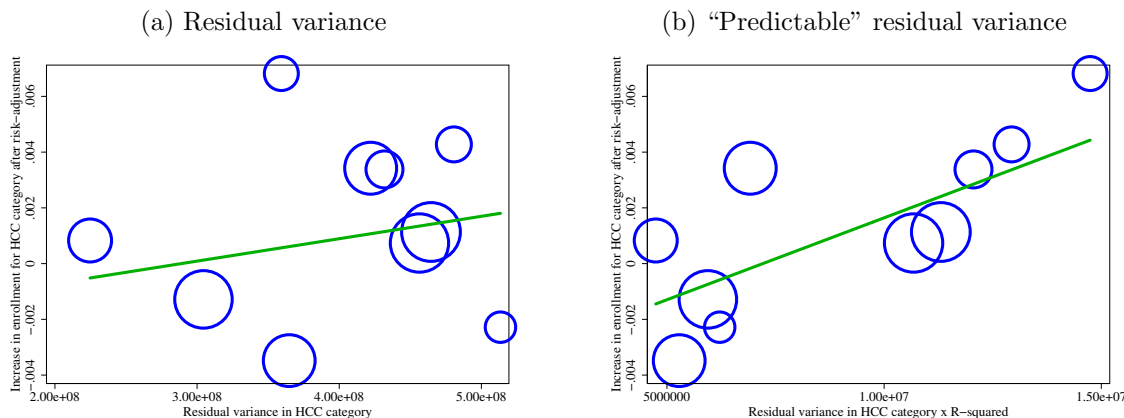 (a) Residual variance
Increase in enrollment for HCC category after risk−adjustment
.006
.004
.002
0
−.002
−.004
2.00e+08 3.00e+08 4.00e+08 5.00e+08
Residual variance in HCC category
(b) “Predictable” residual variance
Increase in enrollment for HCC category after risk−adjustment
.006
.004
.002
0
−.002
−.004
5000000 1.00e+07 1.50e+07
Residual variance in HCC category x R−squared